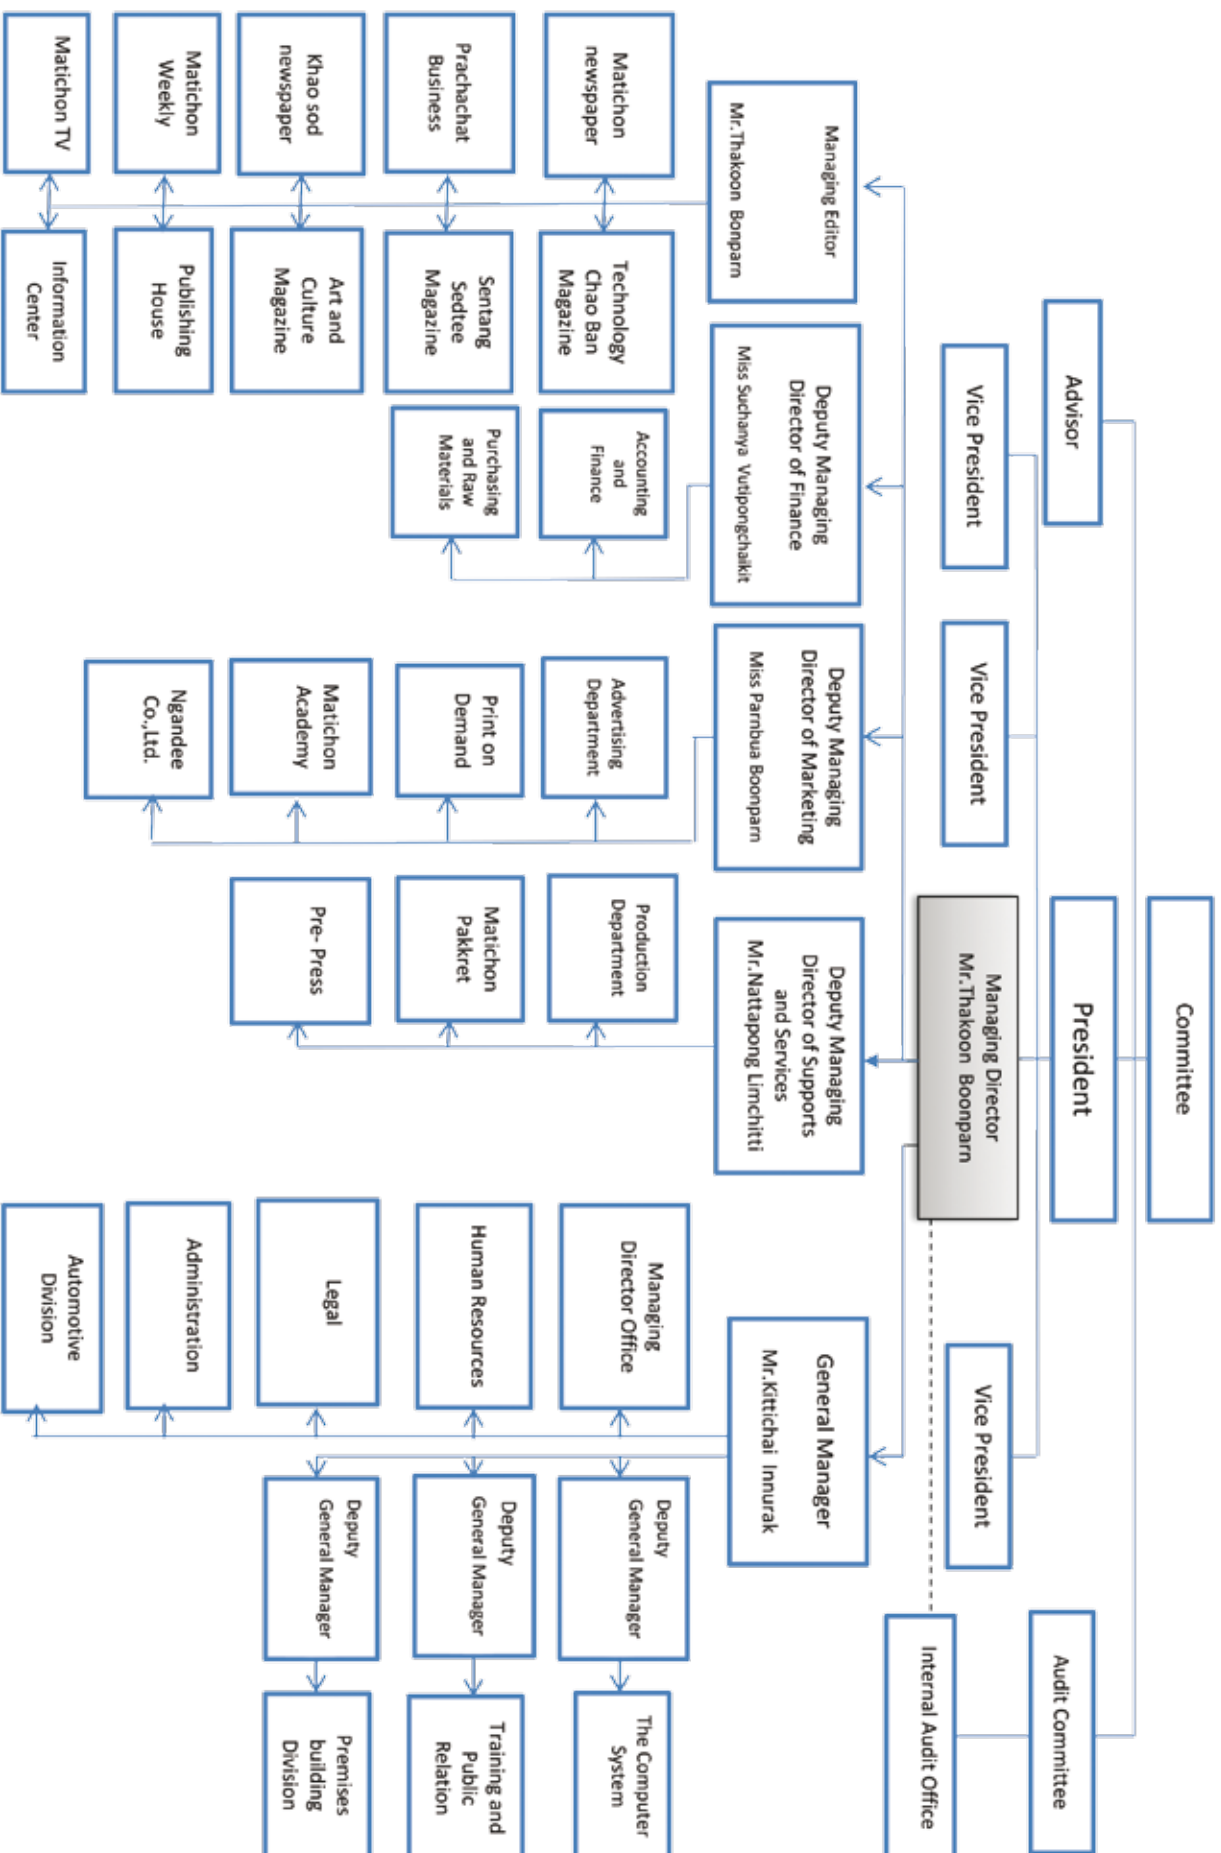 Committee
Advisor
President
Audit Committee
Vice President
Vice President
Managing Director
Mr.Thakoon Boonparn
Vice President
Internal Audit Office
Managing Editor
Mr.Thakoon Bonparn
Deputy Managing
Director of Finance
Miss Suchanya Vutipongchaikit
Deputy Managing
Director of Marketing
Miss Parnbua Boonparn
Deputy Managing
Director of Supports
and Services
Mr.Nattapong Limchitti
General Manager
Mr.Kittichai Innurak
Matichon
newspaper
Technology
Chao Ban
Magazine
Accounting
and
Finance
Advertising
Department
Production
Department
Managing
Director Office
Deputy
General Manager
The Computer
System
Prachachat
Business
Sentang
Sedtee
Magazine
Purchasing
and Raw
Materials
Print on
Demand
Matichon
Pakkret
Human Resources
Deputy
General Manager
Training and
Public
Relation
Khao sod
newspaper
Art and
Culture
Magazine
Matichon
Academy
Pre- Press
Legal
Deputy
General Manager
Premises
building
Division
Matichon
Weekly
Publishing
House
Ngandee
Co.,Ltd.
Administration
Matichon TV
Information
Center
Automotive
Division